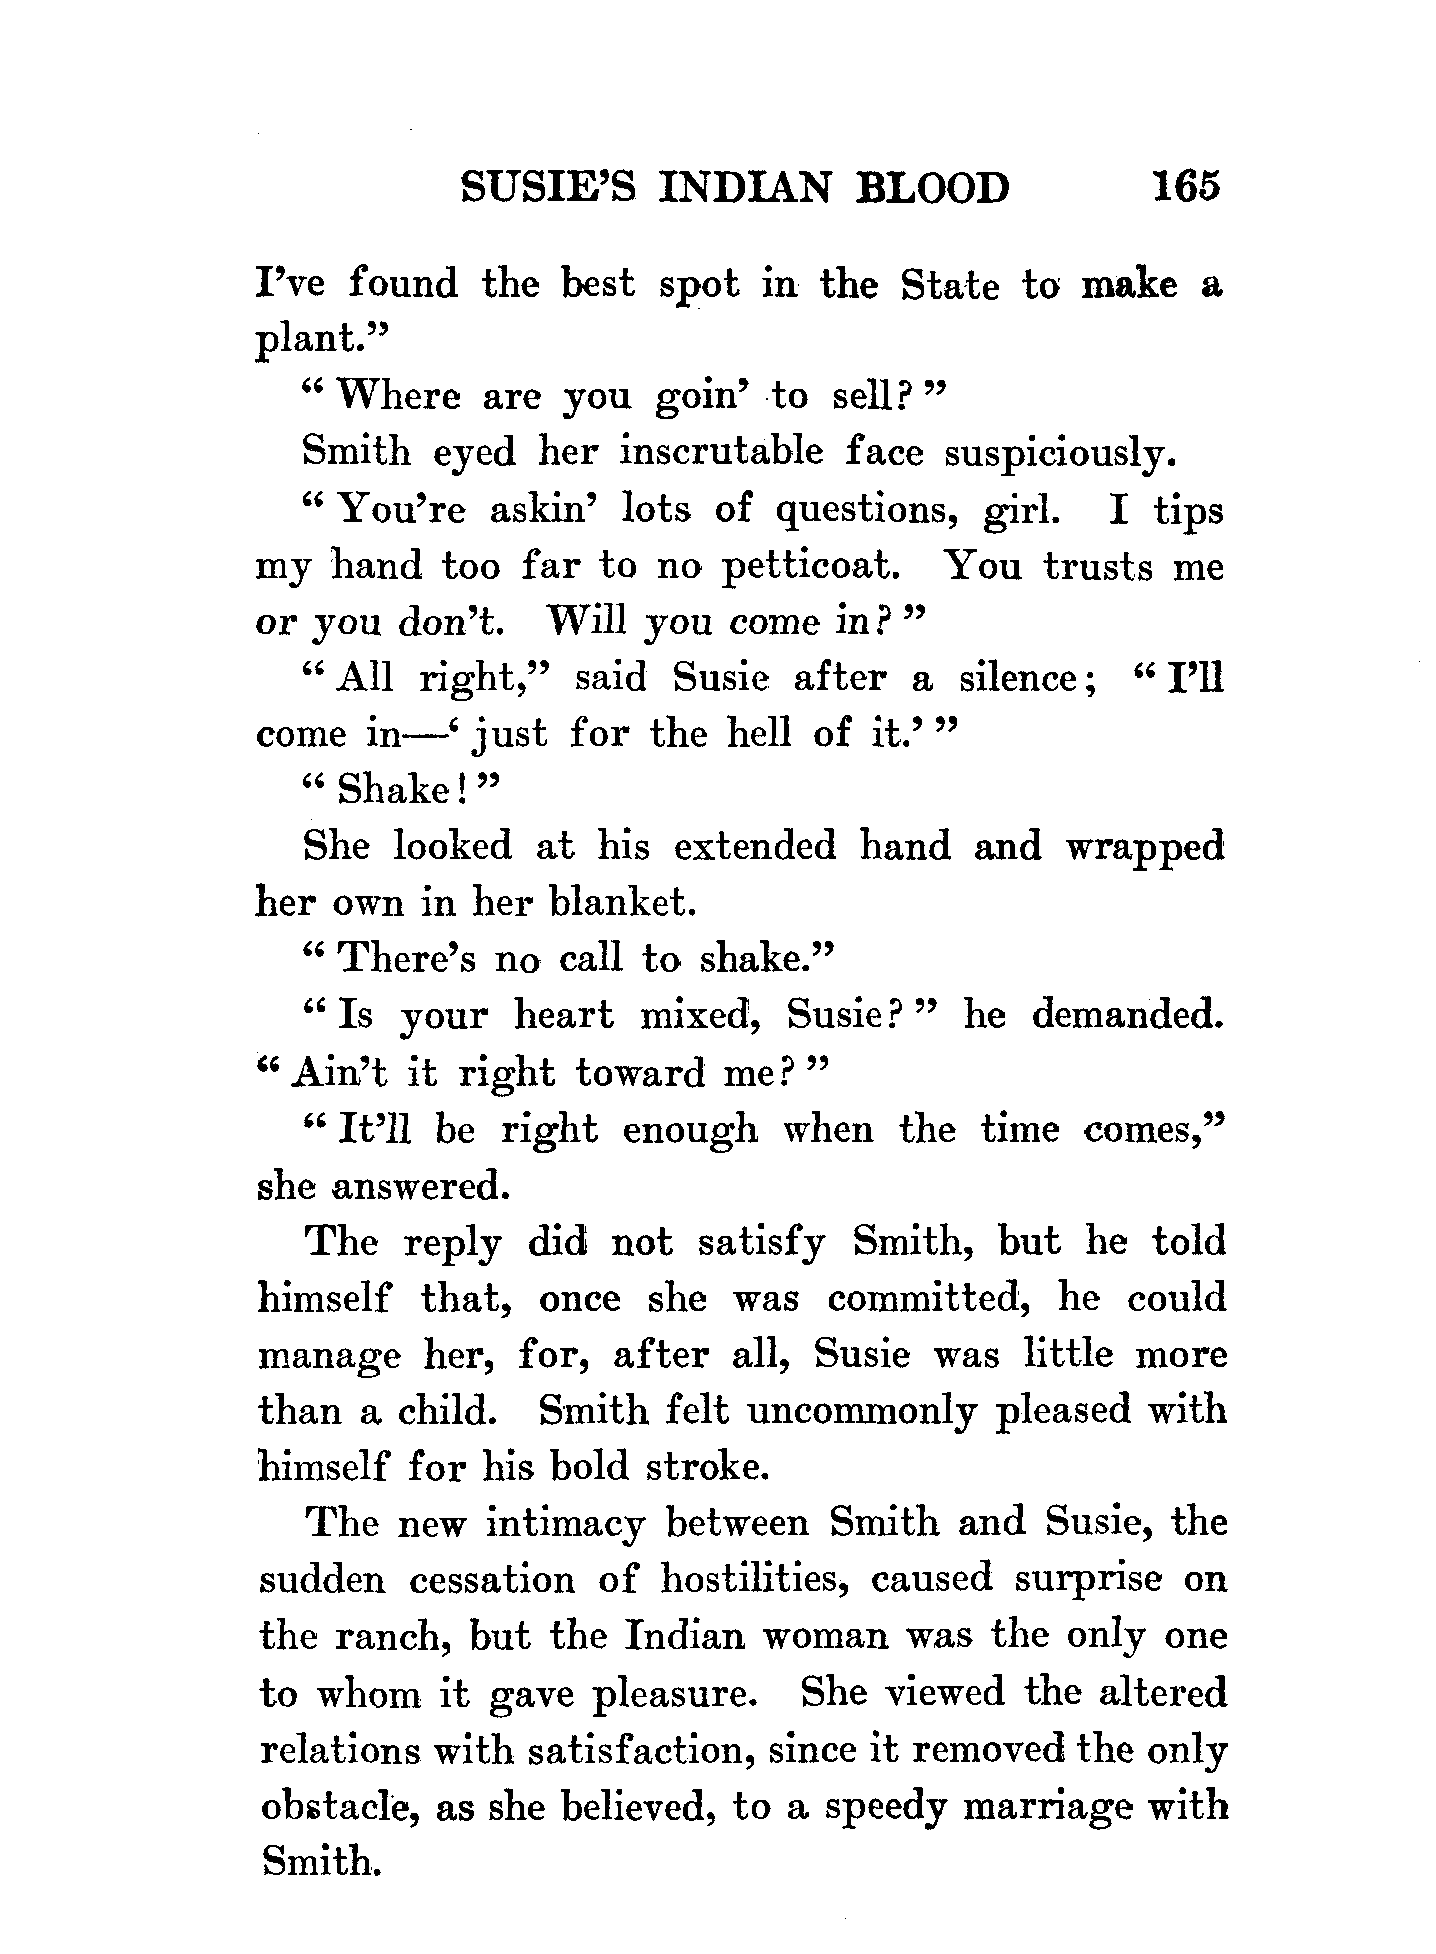 SUSIE'S INDIAN BLOOD 165
I've found the best spot in the State to make a
plant."
"Where are you goin' to sell?"
Smith eyed her inscrutable face suspiciously.
"You're askin' lots of questions, girl. I tips
my hand too far to no petticoat. You trusts me
or you don't. Will you come in?"
"All right," said Susie after a silence; "I'll
come in—'just for the hell of it.'"
"Shake!"
She looked at his extended hand and wrapped
her own in her blanket.
"There's no call to shake."
"Is your heart mixed, Susie?" he demanded.
"Ain't it right toward me?"
"It'll be right enough when the time comes,"
she answered.
The reply did not satisfy Smith, but he told
himself that, once she was committed, he could
manage her, for, after all, Susie was little more
than a child. Smith felt uncommonly pleased with
himself for his bold stroke.
The new intimacy between Smith and Susie, the
sudden cessation of hostilities, caused surprise on
the ranch, but the Indian woman was the only one
to whom it gave pleasure. She viewed the altered
relations with satisfaction, since it removed the only
obstacle, as she believed, to a speedy marriage with
Smith.